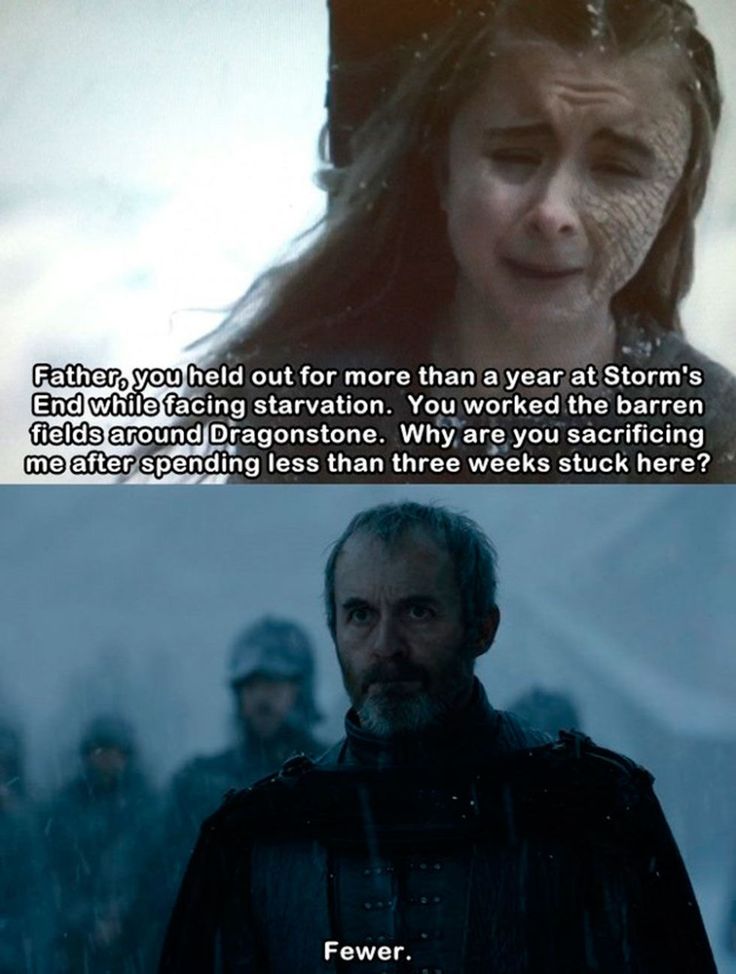 Father, you held out for more than a year at Storm's
End while facing starvation.  You worked the barren
fields around Dragonstone.  Why are you sacrificing
me after spending less than three weeks stuck here?
Fewer.